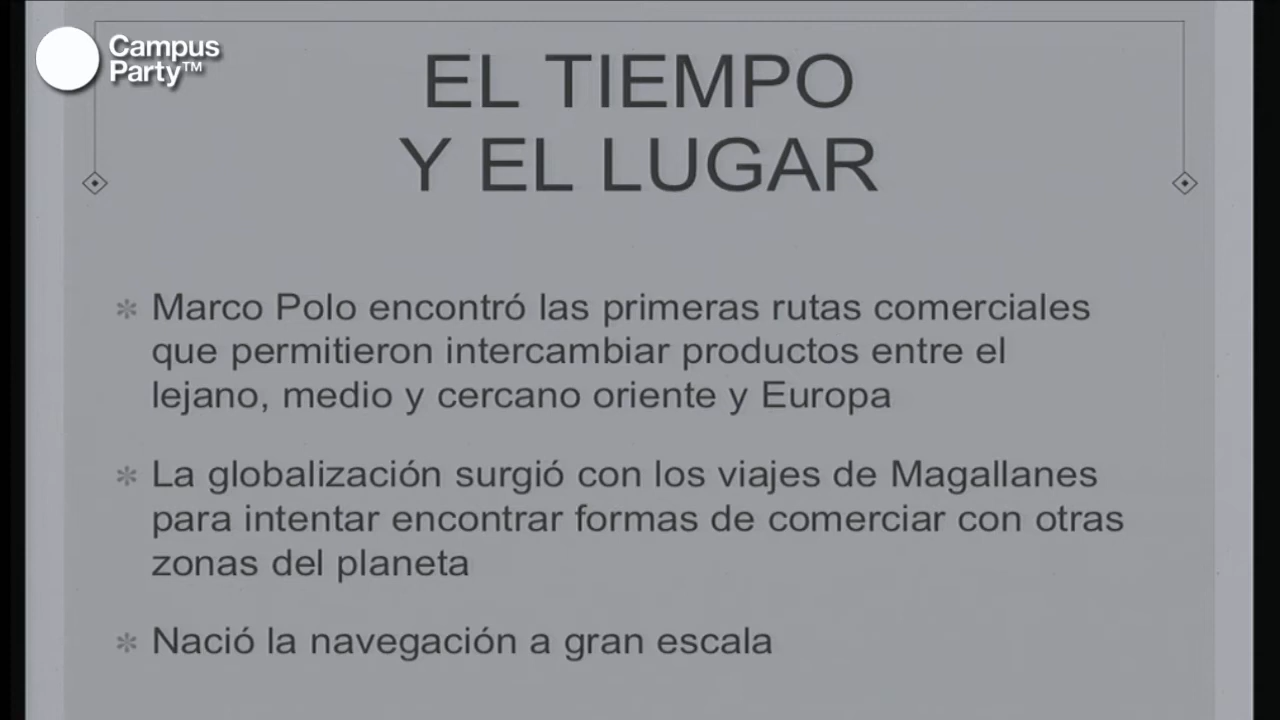 Campus
Party™
EL TIEMPO
Y EL LUGAR
Marco Polo encontró las primeras rutas comerciales
que permitieron intercambiar productos entre el
lejano, medio y cercano oriente y Europa
La globalización surgió con los viajes de Magallanes
para intentar encontrar formas de comerciar con otras
zonas del planeta
Nació la navegación a gran escala